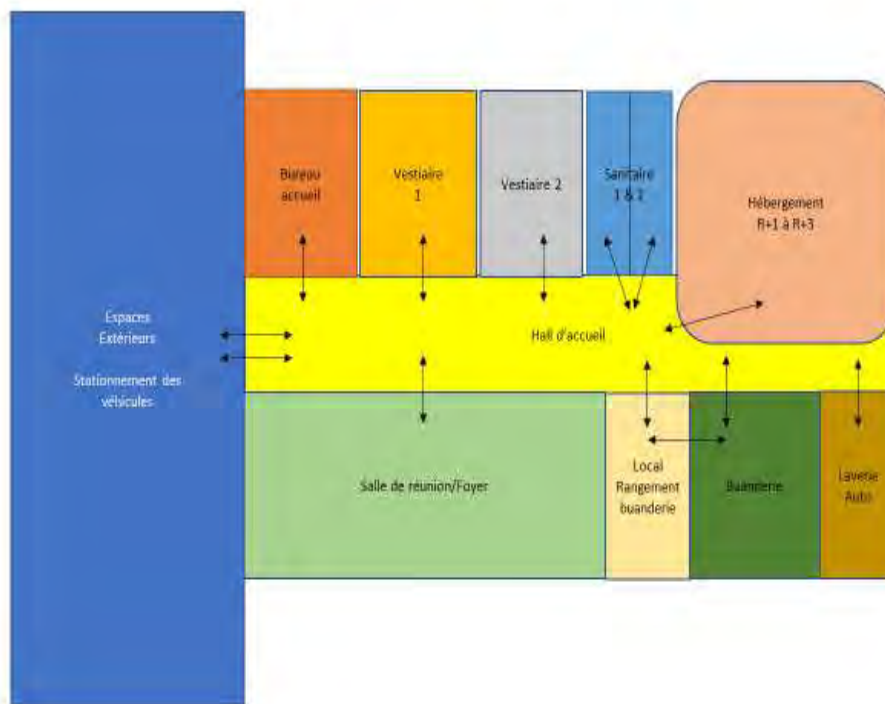 Bureau
accueil
Vestiaire
1
Vestiaire 2
Sanitaire
1 & 2
Hébergement
R+1 à R+3
Espaces
Extérieurs
Stationnement des
véhicules
Hall d'accueil
Salle de réunion/Foyer
Local
Rangement
buanderie
Buanderie
Laverie
Auto